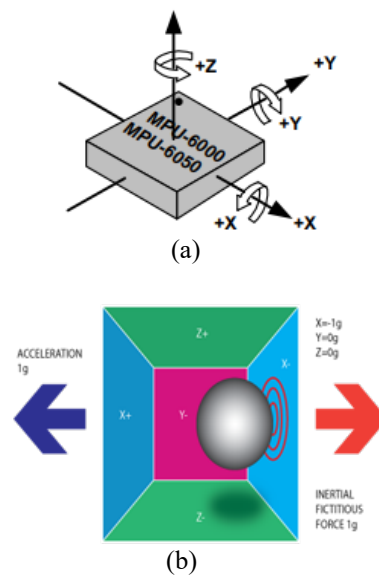 +Z
+Y
+Y
MPU-6000
MPU-6050
+X
+X
(a)
Z+
ACCELERATION
1g
X=-1g
Y=0g
Z=0g
X-
X+
Y-
Z-
INERTIAL
FICTITIOUS
FORCE 1g
(b)